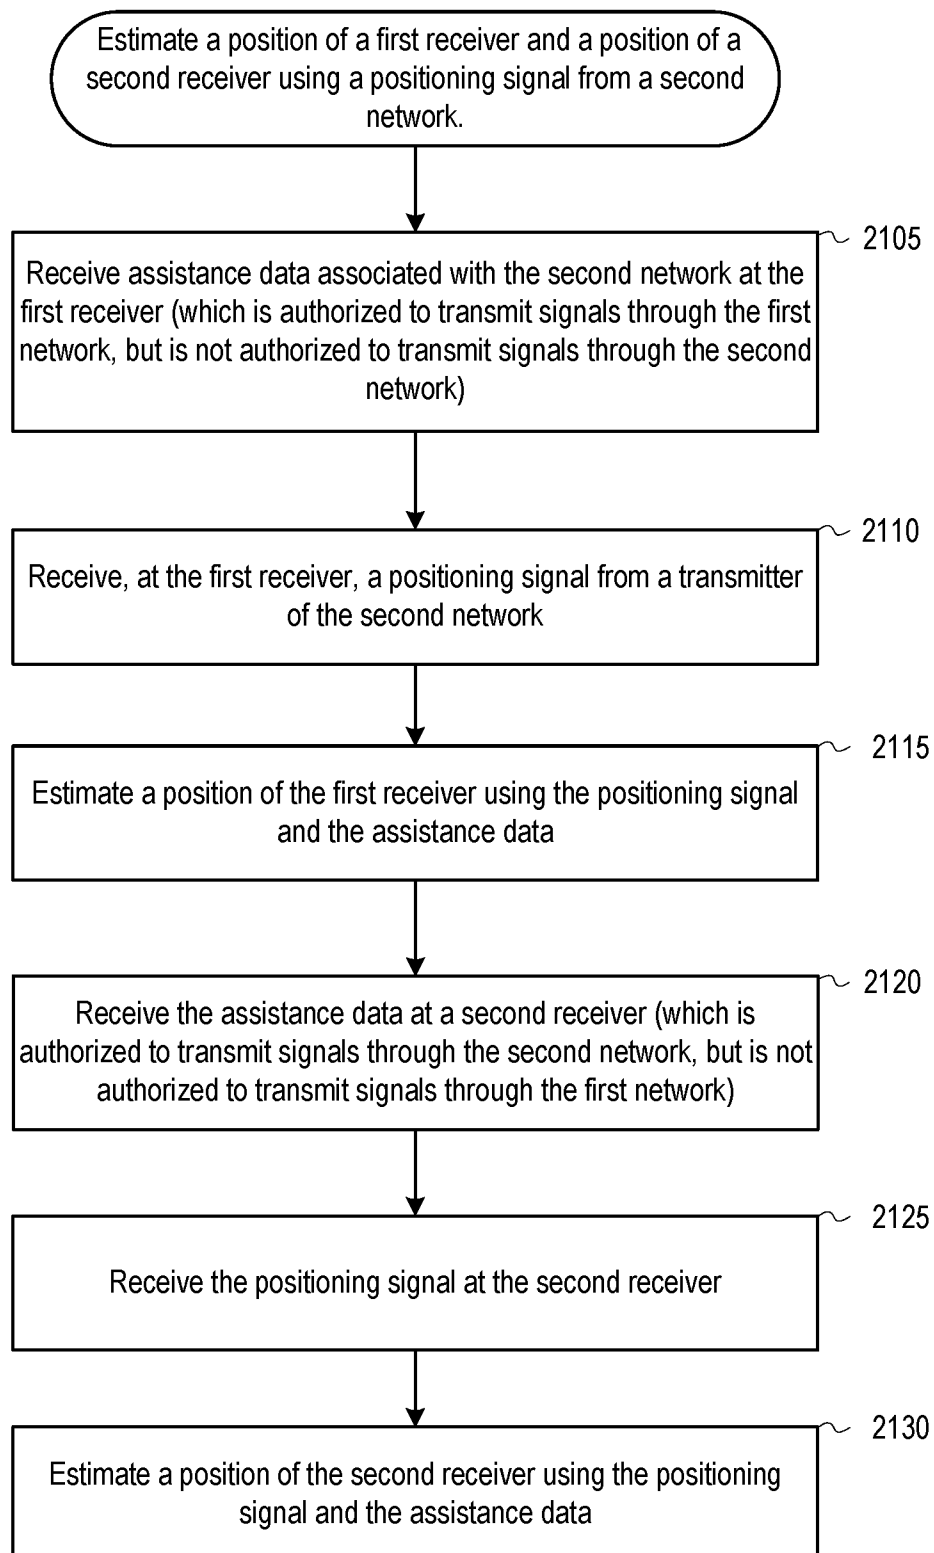 Estimate a position of a first receiver and a position of a
second receiver using a positioning signal from a second
network.
2105
Receive assistance data associated with the second network at the
first receiver (which is authorized to transmit signals through the first
network, but is not authorized to transmit signals through the second
network)
2110
Receive, at the first receiver, a positioning signal from a transmitter
of the second network
2115
Estimate a position of the first receiver using the positioning signal
and the assistance data
2120
Receive the assistance data at a second receiver (which is
authorized to transmit signals through the second network, but is not
authorized to transmit signals through the first network)
2125
Receive the positioning signal at the second receiver
2130
Estimate a position of the second receiver using the positioning
signal and the assistance data